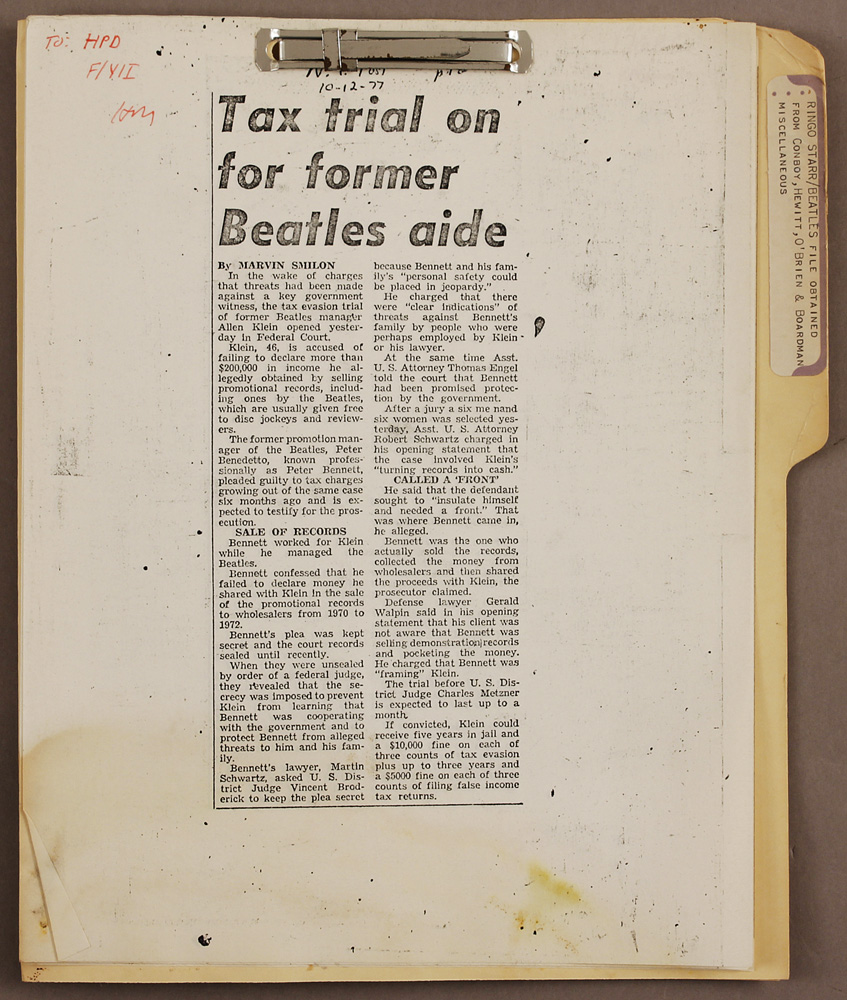 TO: HPD
F/Y/I
10-12-77
Tax trial on
for former
Beatles aide
By MARVIN SMILON
In the wake of charges
that threats had been made
against a key government
witness, the tax evasion trial
of former Beatles manager
Allen Klein opened yester-
day in Federal Court.
Klein, 46, is accused of
failing to declare more than
$200,000 in income he al-
legedly obtained by selling
promotional records, includ-
ing ones by the Beatles,
which are usually given free
to disc jockeys and review-
ers.
The former promotion man-
ager of the Beatles, Peter
Benedetto, known profes-
sionally as Peter Bennett,
pleaded guilty to tax charges
growing out of the same case
six months ago and is ex-
pected to testify for the pros-
ecution.
SALE OF RECORDS
Bennett worked for Klein
while he managed the
Beatles.
Bennett confessed that he
failed to declare money he
shared with Klein in the sale
of the promotional records
to wholesalers from 1970 to
1972.
Bennett's plea was kept
secret and the court records
sealed until recently.
When they were unsealed
by order of a federal judge,
they revealed that the se-
crecy was imposed to prevent
Klein from learning that
Bennett was cooperating
with the government and to
protect Bennett from alleged
threats to him and his fam-
ily.
Bennett's lawyer, Martin
Schwartz, asked U. S. Dis-
trict Judge Vincent Brod-
erick to keep the plea secret
because Bennett and his fam-
ily's "personal safety could
be placed in jeopardy."
He charged that there
were "clear indications" of
threats against Bennett's
family by people who were
perhaps employed by Klein
or his lawyer.
At the same time Asst.
U. S. Attorney Thomas Engel
told the court that Bennett
had been promised protec-
tion by the government.
After a jury a six me nand
six women was selected yes-
terday, Asst. U. S. Attorney
Robert Schwartz charged in
his opening statement that
the case involved Klein's
"turning records into cash."
CALLED A 'FRONT'
He said that the defendant
sought to "insulate himself
and needed a front." That
was where Bennett came in,
he alleged.
Bennett was the one who
actually sold the records,
collected the money from
wholesalers and then shared
the proceeds with Klein, the
prosecutor claimed.
Defense lawyer Gerald
Walpin said in his opening
statement that his client was
not aware that Bennett was
selling demonstration records
and pocketing the money.
He charged that Bennett was
"framing" Klein.
The trial before U. S. Dis-
trict Judge Charles Metzner
is expected to last up to a
month.
If convicted, Klein could
receive five years in jail and
a $10,000 fine on each of
three counts of tax evasion
plus up to three years and
a $5000 fine on each of three
counts of filing false income
tax returns.
RINGO STARR/BEATLES FILE OBTAINED
FROM CONBOY, HEWITT, O'BRIEN & BOARDMAN
MISCELLANEOUS